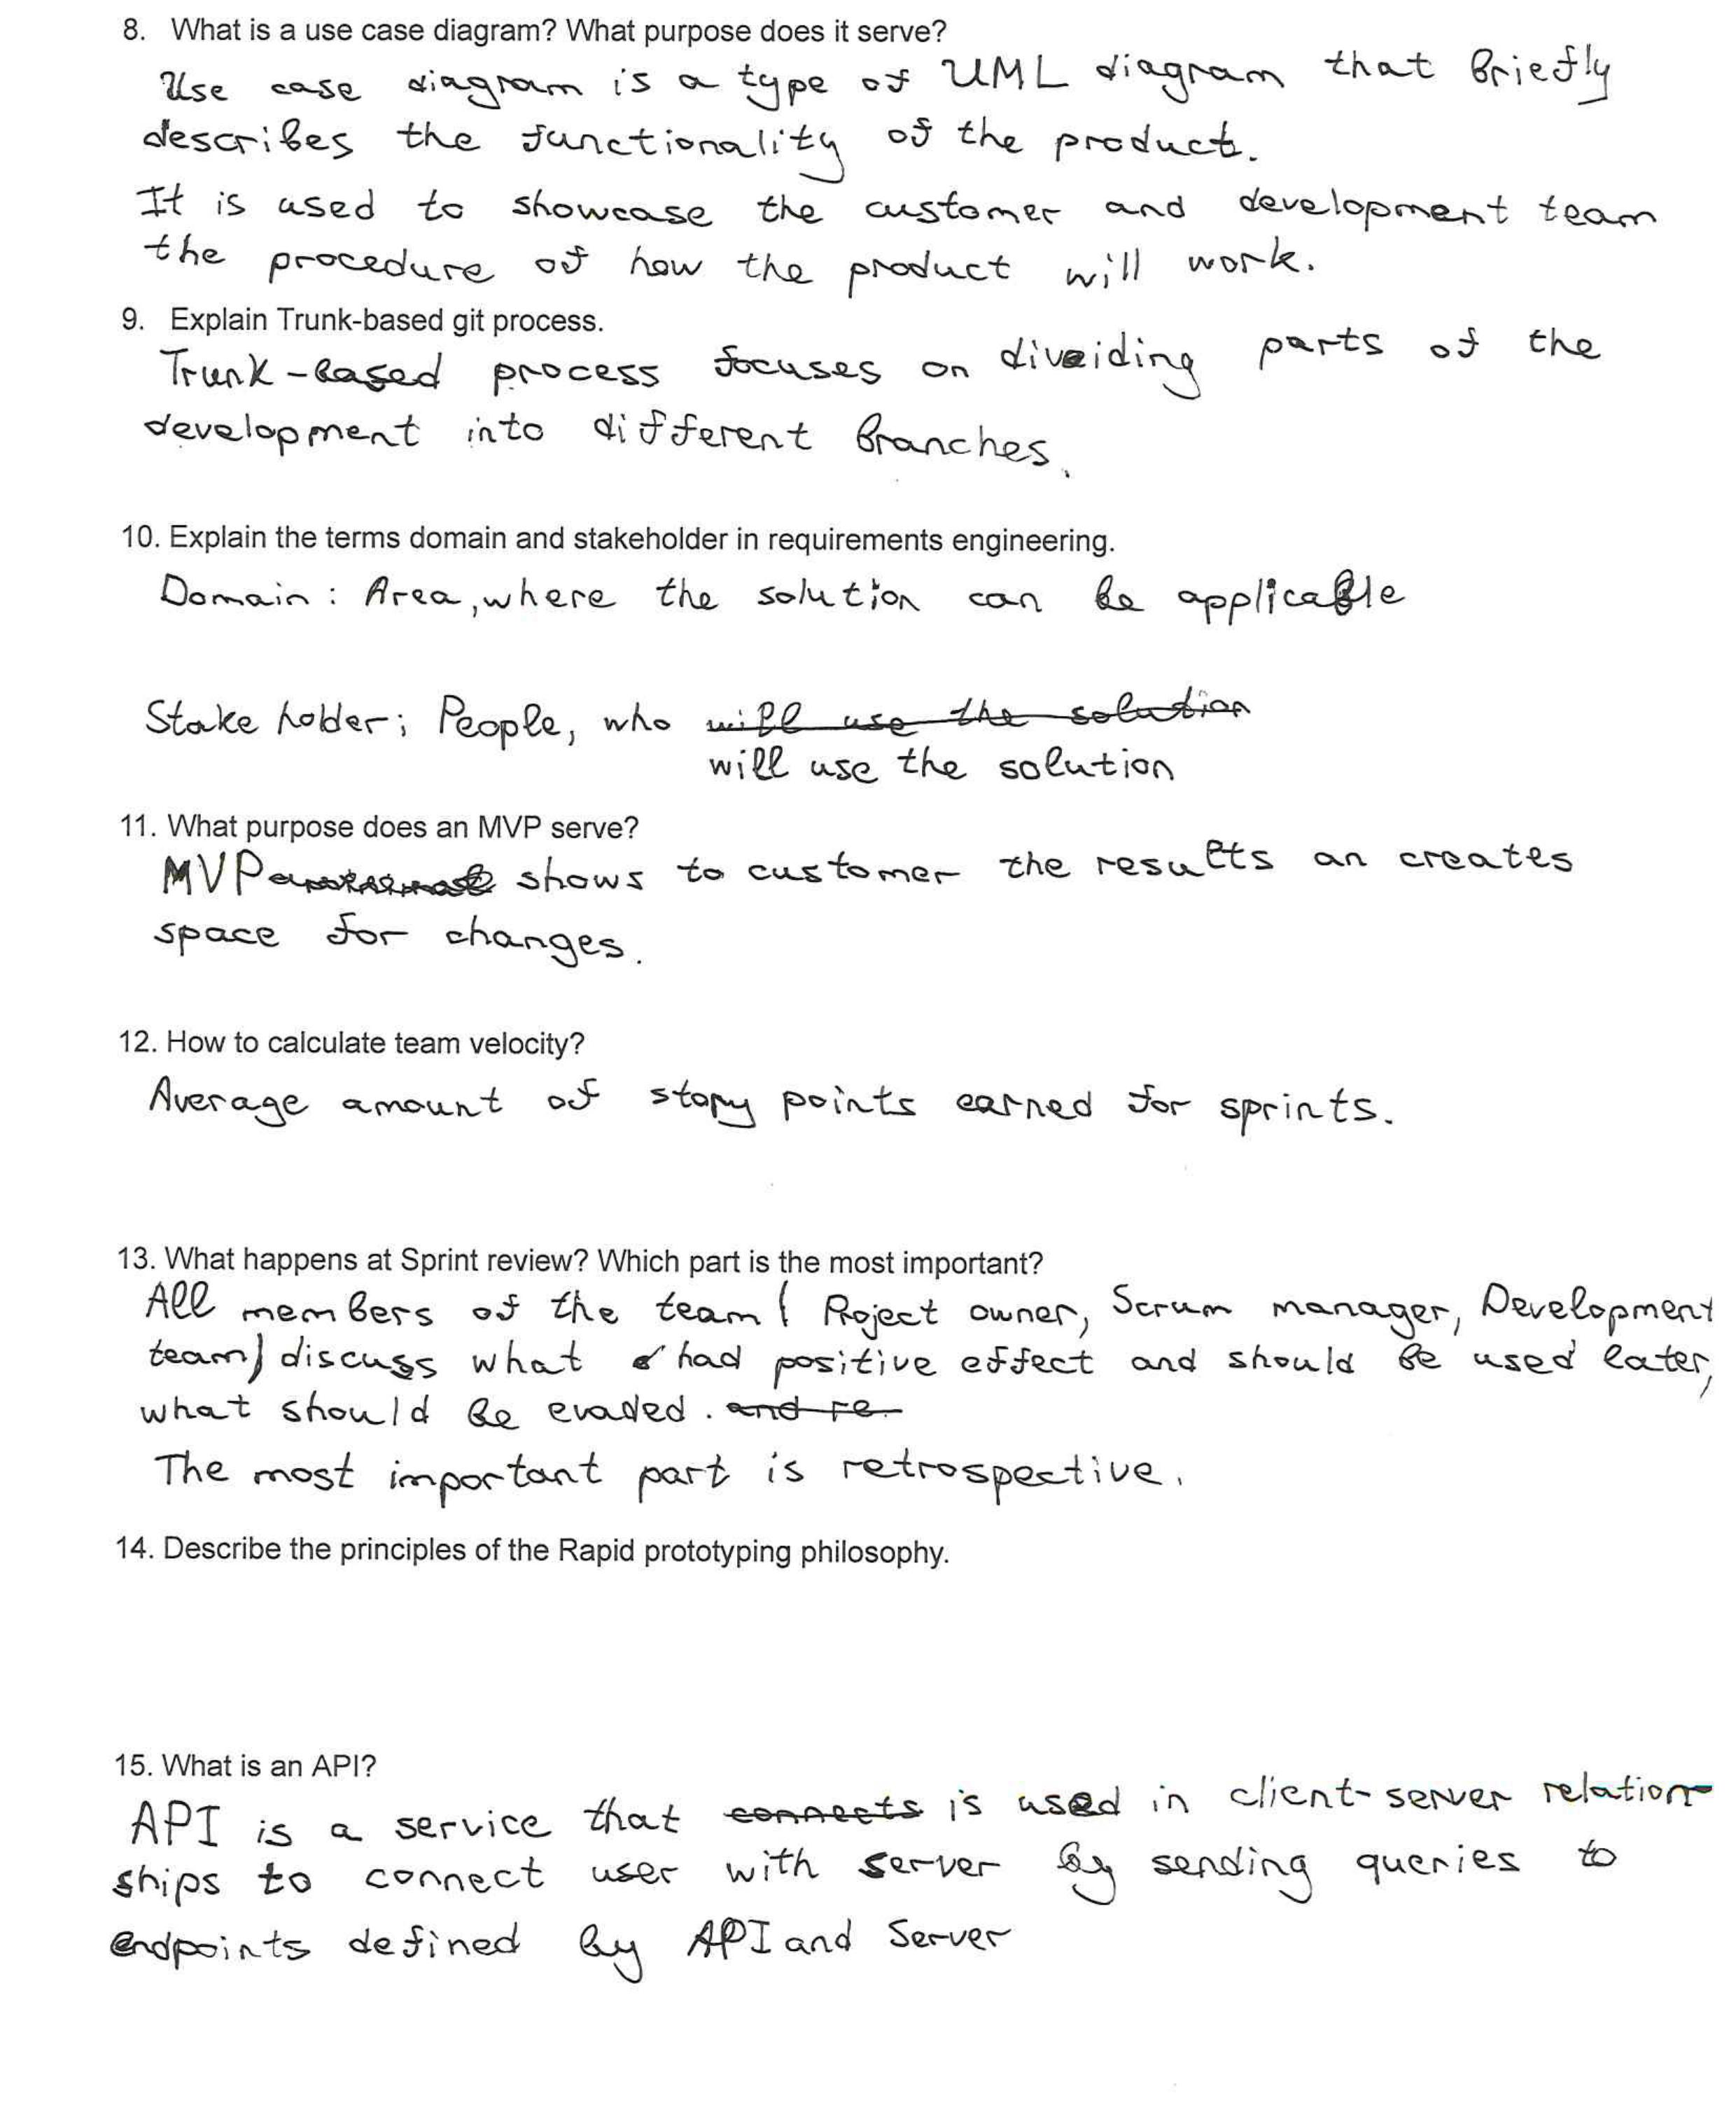 8. What is a use case diagram? What purpose does it serve?
Use case diagram is a type of UML diagram that briefly
describes the functionality of the product.
It is used to showcase the customer and development team
the procedure of how the product will work.
9. Explain Trunk-based git process.
Trunk-based process focuses on dividing parts of the
development into different branches.
10. Explain the terms domain and stakeholder in requirements engineering.
Domain: Area, where the solution can be applicable
Stake holder; People, who will use the solution
will use the solution
11. What purpose does an MVP serve?
MVP shows to customer the results an creates
space for changes.
12. How to calculate team velocity?
Average amount of story points earned for sprints.
13. What happens at Sprint review? Which part is the most important?
All members of the team ( Project owner, Scrum manager, Development
team) discuss what had positive effect and should be used later,
what should be evaded. and re
The most important part is retrospective.
14. Describe the principles of the Rapid prototyping philosophy.
15. What is an API?
API is a service that connects is used in client-server relation-
ships to connect user with server by sending queries to
endpoints defined by API and Server